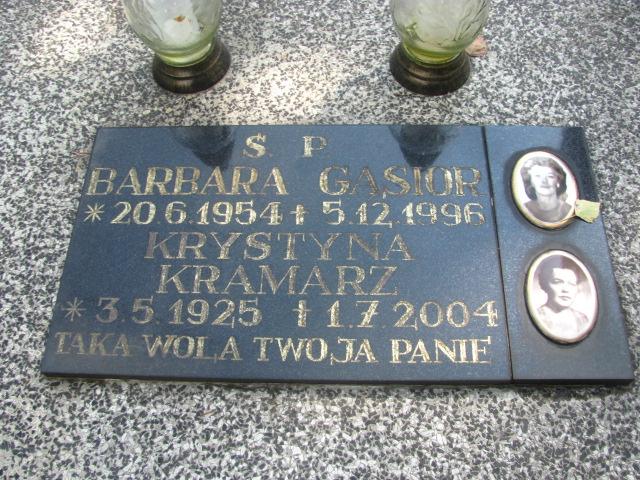 Ś. P
BARBARA GĄSIOR
* 20.6.1954 † 5.12.1996
KRYSTYNA
KRAMARZ
* 3.5.1925 † 1.7.2004
TAKA WOLA TWOJA PANIE